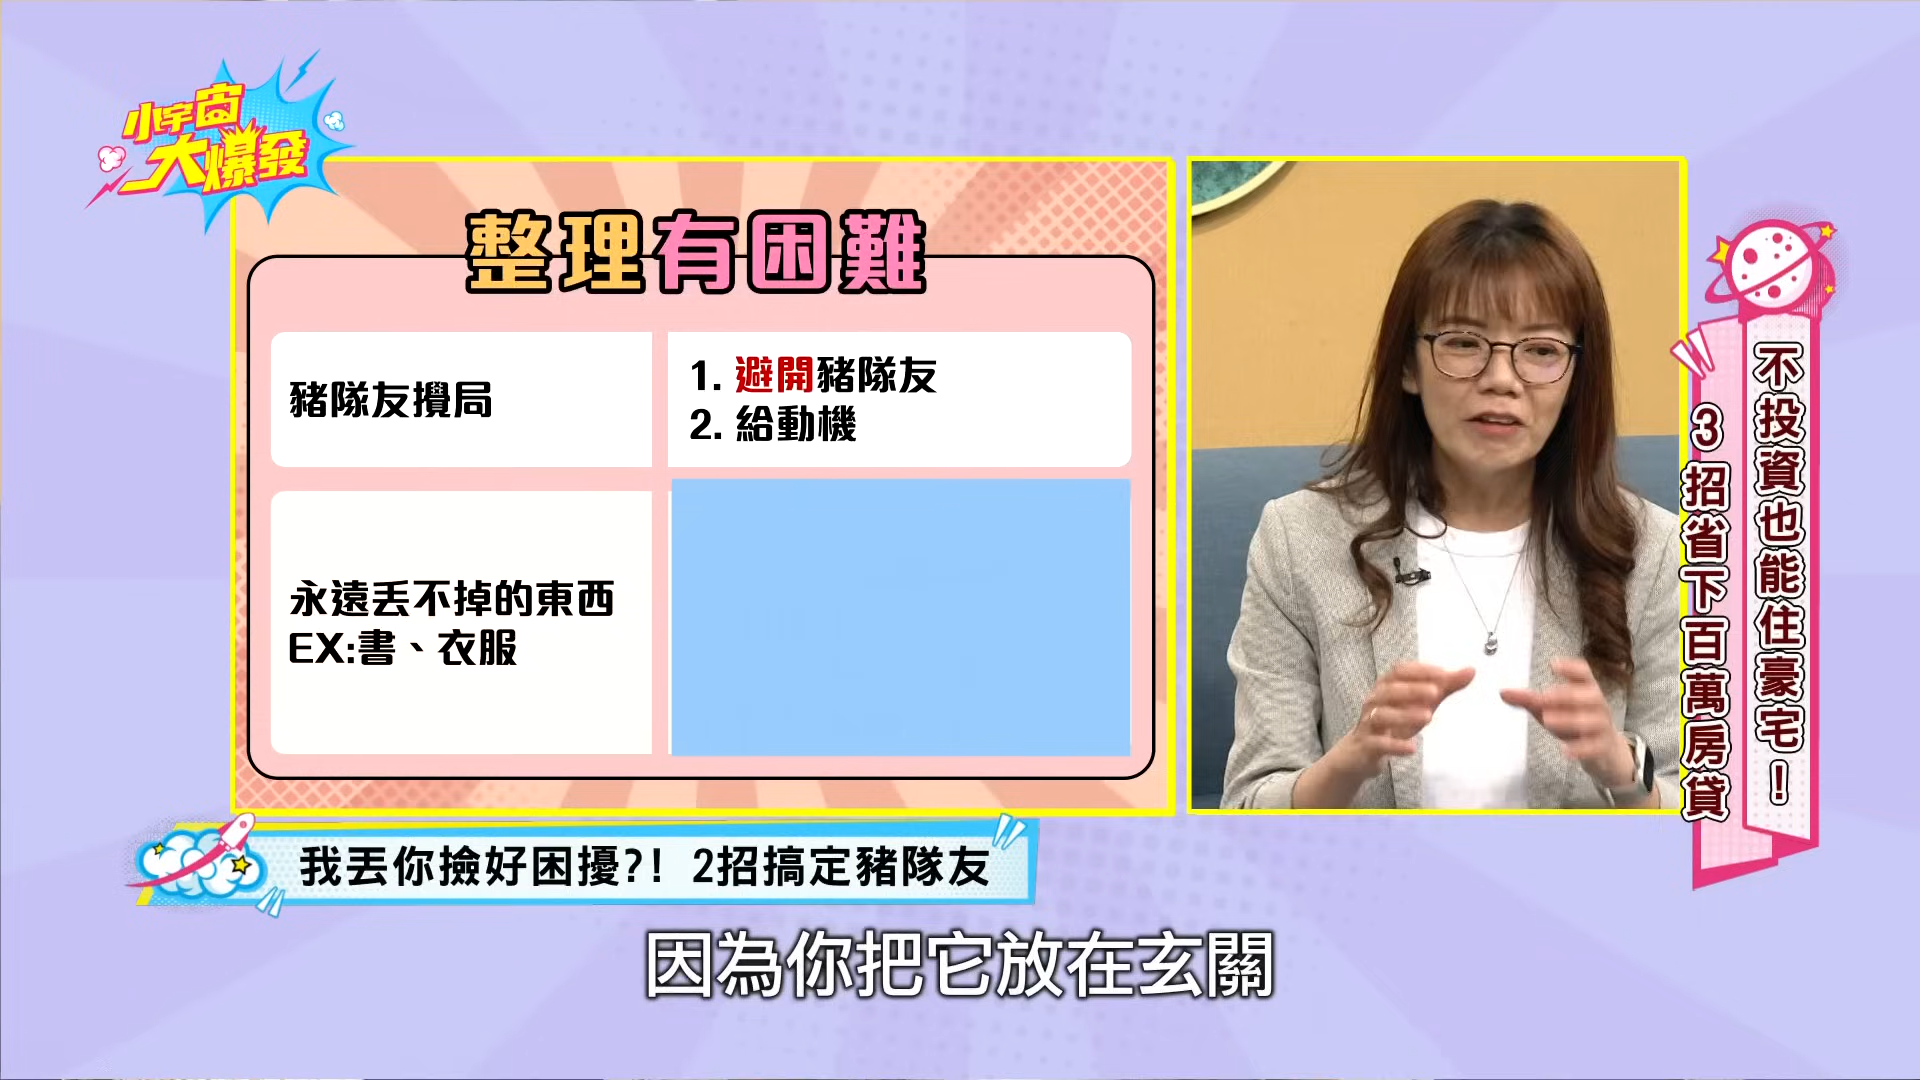 小宇宙
大爆發
整理有困難
豬隊友攪局
1. 避開豬隊友
2. 給動機
永遠丟不掉的東西
EX:書、衣服
不投資也能住豪宅！
3招省下百萬房貸
我丟你撿好困擾?! 2招搞定豬隊友
因為你把它放在玄關